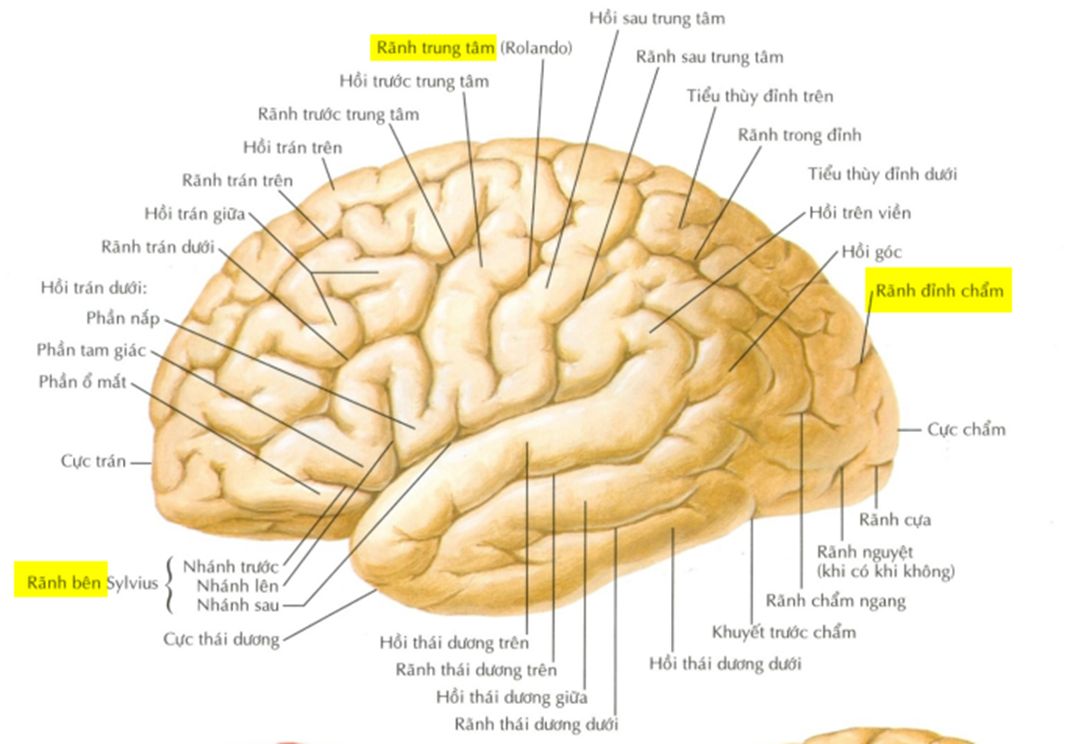 Hồi sau trung tâm
Rãnh trung tâm (Rolando)
Rãnh sau trung tâm
Hồi trước trung tâm
Tiểu thùy đỉnh trên
Rãnh trước trung tâm
Rãnh trong đỉnh
Hồi trán trên
Tiểu thùy đỉnh dưới
Rãnh trán trên
Hồi trên viền
Hồi trán giữa
Rãnh trán dưới
Hồi góc
Hồi trán dưới:
Rãnh đỉnh chẩm
Phần nắp
Phần tam giác
Phần ổ mắt
Cực chẩm
Cực trán
Rãnh cựa
Rãnh nguyệt
(khi có khi không)
Nhánh trước
Rãnh bên Sylvius
Nhánh lên
Nhánh sau
Rãnh chẩm ngang
Khuyết trước chẩm
Cực thái dương
Hồi thái dương trên
Hồi thái dương dưới
Rãnh thái dương trên
Hồi thái dương giữa
Rãnh thái dương dưới